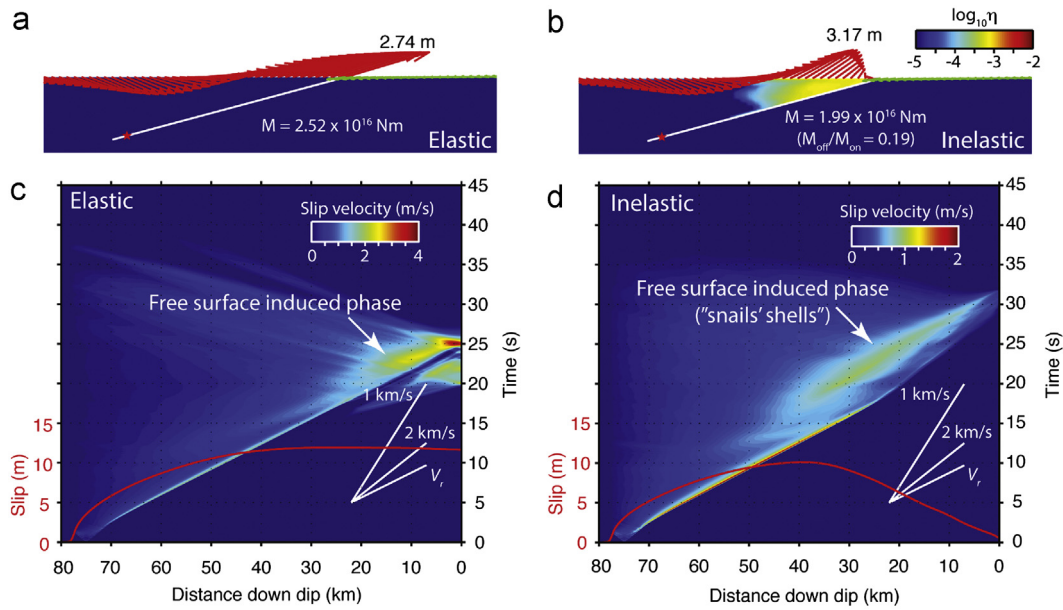 a
2.74 m
M = 2.52 x 10¹⁶ Nm
Elastic
b
3.17 m
log₁₀η
-5 -4 -3 -2
M = 1.99 x 10¹⁶ Nm
(Moff/Mon = 0.19)
Inelastic
c
Elastic
Slip velocity (m/s)
0 2 4
Free surface induced phase
1 km/s
2 km/s
Vr
15
10
5
0
Slip (m)
45
40
35
30
25
20
15
10
5
0
Time (s)
80 70 60 50 40 30 20 10 0
Distance down dip (km)
d
Inelastic
Slip velocity (m/s)
0 1 2
Free surface induced phase
("snails' shells")
1 km/s
2 km/s
Vr
15
10
5
0
Slip (m)
45
40
35
30
25
20
15
10
5
0
Time (s)
80 70 60 50 40 30 20 10 0
Distance down dip (km)